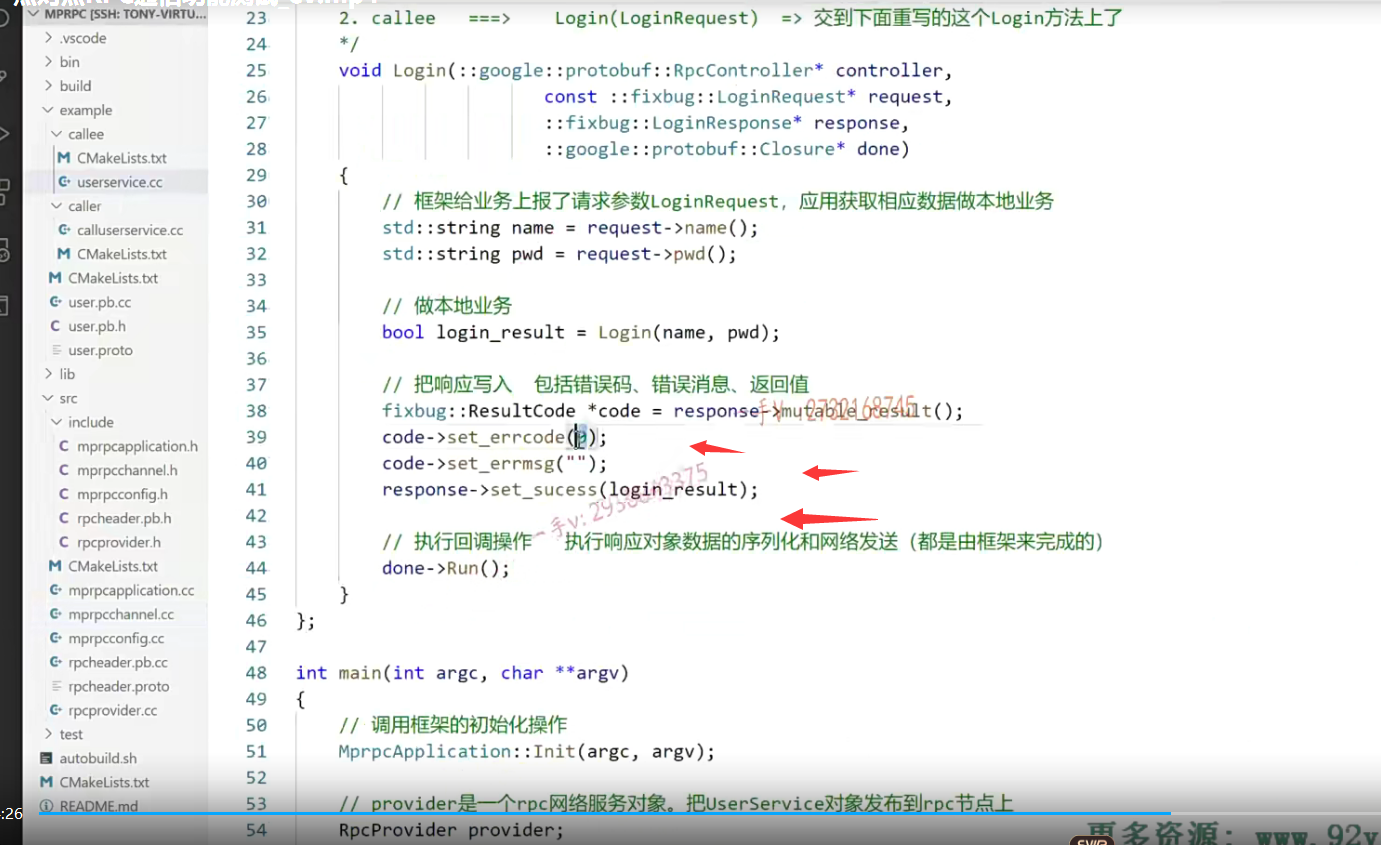 MPRPC [SSH: TONY-VIRTU...
.vscode
bin
build
example
callee
CMakeLists.txt
userservice.cc
caller
calluserservice.cc
CMakeLists.txt
CMakeLists.txt
user.pb.cc
user.pb.h
user.proto
lib
src
include
mprpcapplication.h
mprpcchannel.h
mprpcconfig.h
rpcheader.pb.h
rpcprovider.h
CMakeLists.txt
mprpcapplication.cc
mprpcchannel.cc
mprpcconfig.cc
rpcheader.pb.cc
rpcheader.proto
rpcprovider.cc
test
autobuild.sh
CMakeLists.txt
README.md
:26
23 2. callee ===> Login(LoginRequest) => 交到下面重写的这个Login方法上了
24 */
25 void Login(::google::protobuf::RpcController* controller,
26 const ::fixbug::LoginRequest* request,
27 ::fixbug::LoginResponse* response,
28 ::google::protobuf::Closure* done)
29 {
30 // 框架给业务上报了请求参数LoginRequest，应用获取相应数据做本地业务
31 std::string name = request->name();
32 std::string pwd = request->pwd();
33
34 // 做本地业务
35 bool login_result = Login(name, pwd);
36
37 // 把响应写入 包括错误码、错误消息、返回值
38 fixbug::ResultCode *code = response->mutable_result();
39 code->set_errcode(0);
40 code->set_errmsg("");
41 response->set_sucess(login_result);
42
43 // 执行回调操作 执行响应对象数据的序列化和网络发送（都是由框架来完成的）
44 done->Run();
45 }
46 };
47
48 int main(int argc, char **argv)
49 {
50 // 调用框架的初始化操作
51 MprpcApplication::Init(argc, argv);
52
53 // provider是一个rpc网络服务对象。把UserService对象发布到rpc节点上
54 RpcProvider provider;
更多资源：www.92